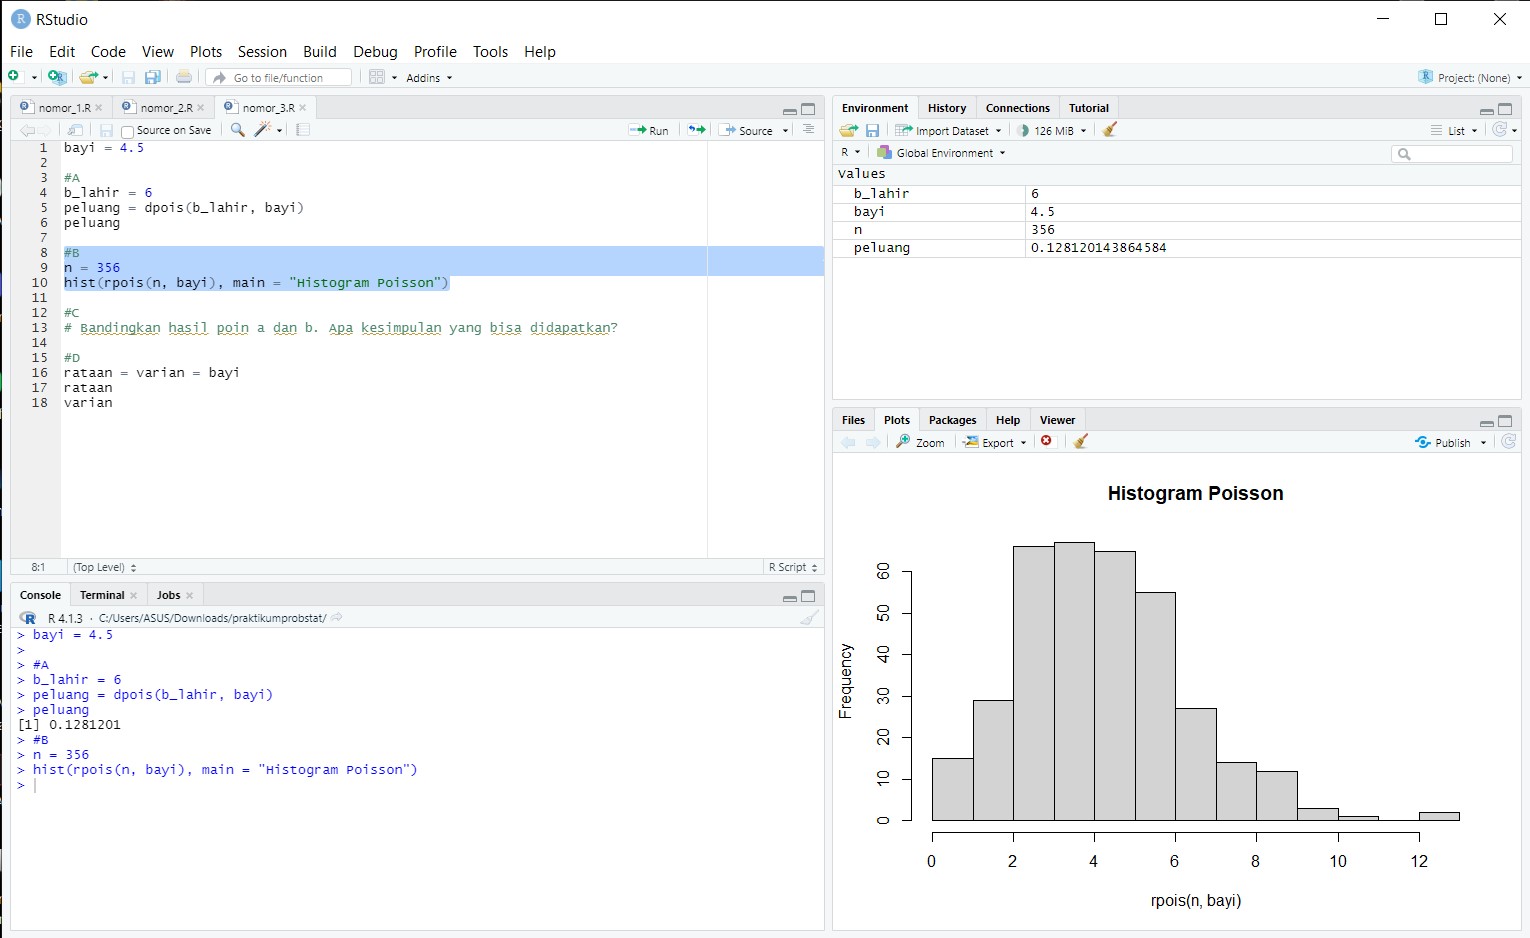 RStudio
File Edit Code View Plots Session Build Debug Profile Tools Help
Go to file/function Addins Project: (None)
nomor_1.R nomor_2.R nomor_3.R
Source on Save Run Source
1 bayi = 4.5
2
3 #A
4 b_lahir = 6
5 peluang = dpois(b_lahir, bayi)
6 peluang
7
8 #B
9 n = 356
10 hist(rpois(n, bayi), main = "Histogram Poisson")
11
12 #C
13 # Bandingkan hasil poin a dan b. Apa kesimpulan yang bisa didapatkan?
14
15 #D
16 rataan = varian = bayi
17 rataan
18 varian
8:1 (Top Level) R Script
Console Terminal Jobs
R 4.1.3 · C:/Users/ASUS/Downloads/praktikumprobstat/
> bayi = 4.5
>
> #A
> b_lahir = 6
> peluang = dpois(b_lahir, bayi)
> peluang
[1] 0.1281201
> #B
> n = 356
> hist(rpois(n, bayi), main = "Histogram Poisson")
>
Environment History Connections Tutorial
Import Dataset 126 MiB List
R Global Environment
values
b_lahir 6
bayi 4.5
n 356
peluang 0.128120143864584
Files Plots Packages Help Viewer
Zoom Export Publish
Histogram Poisson
Frequency
60
50
40
30
20
10
0
0 2 4 6 8 10 12
rpois(n, bayi)